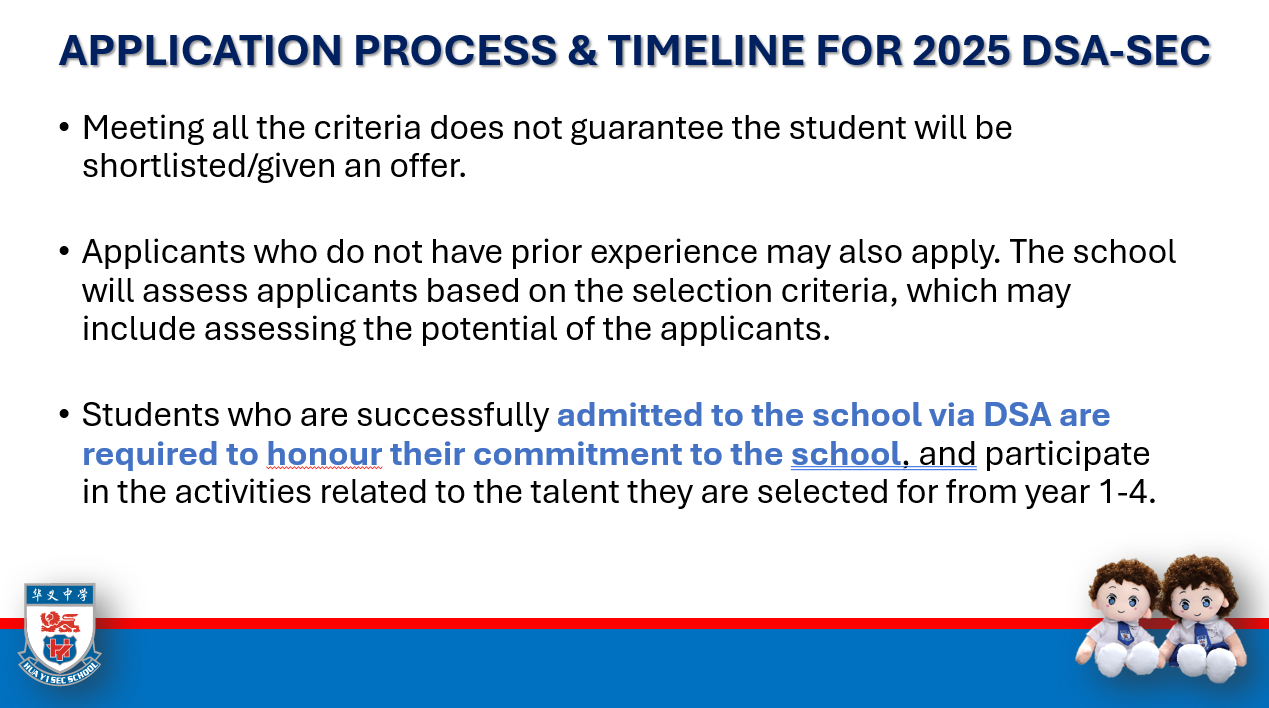 APPLICATION PROCESS & TIMELINE FOR 2025 DSA-SEC
• Meeting all the criteria does not guarantee the student will be
shortlisted/given an offer.
• Applicants who do not have prior experience may also apply. The school
will assess applicants based on the selection criteria, which may
include assessing the potential of the applicants.
• Students who are successfully admitted to the school via DSA are
required to honour their commitment to the school, and participate
in the activities related to the talent they are selected for from year 1-4.
华义中学
HUA YI SEC SCHOOL